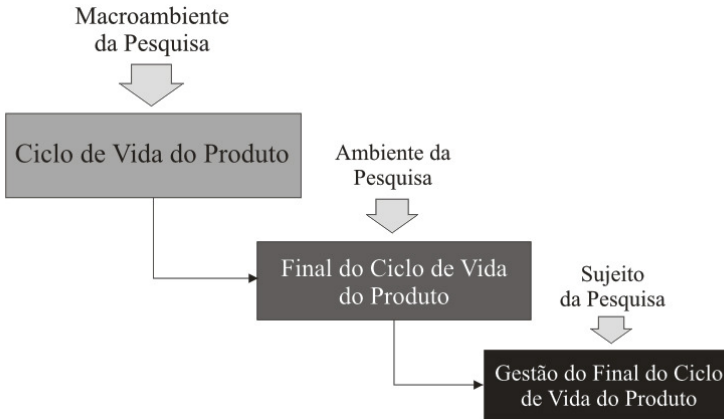 Macroambiente
da Pesquisa
Ciclo de Vida do Produto
Ambiente da
Pesquisa
Final do Ciclo de Vida
do Produto
Sujeito
da Pesquisa
Gestão do Final do Ciclo
de Vida do Produto